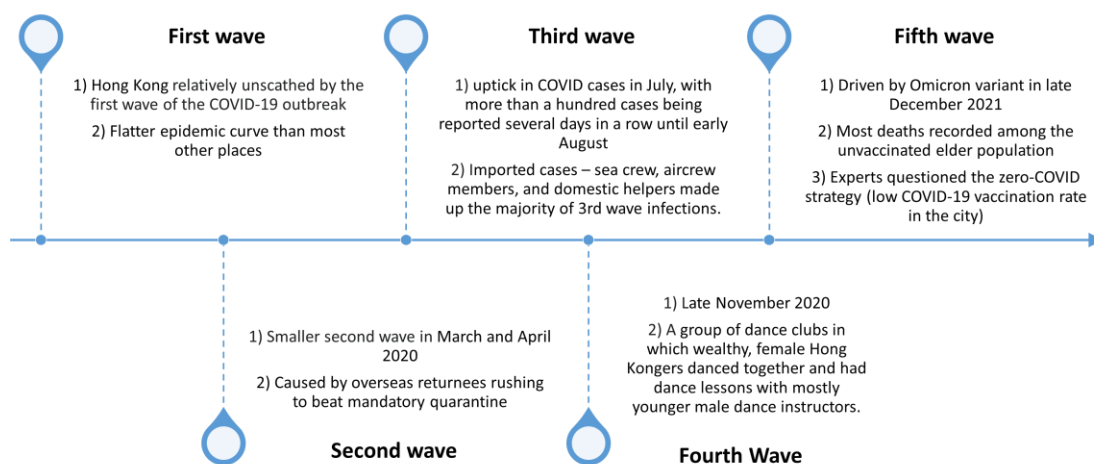 First wave
1) Hong Kong relatively unscathed by the
first wave of the COVID-19 outbreak
2) Flatter epidemic curve than most
other places
Third wave
1) uptick in COVID cases in July, with
more than a hundred cases being
reported several days in a row until early
August
2) Imported cases – sea crew, aircrew
members, and domestic helpers made
up the majority of 3rd wave infections.
Fifth wave
1) Driven by Omicron variant in late
December 2021
2) Most deaths recorded among the
unvaccinated elder population
3) Experts questioned the zero-COVID
strategy (low COVID-19 vaccination rate
in the city)
1) Smaller second wave in March and April
2020
2) Caused by overseas returnees rushing
to beat mandatory quarantine
Second wave
1) Late November 2020
2) A group of dance clubs in
which wealthy, female Hong
Kongers danced together and had
dance lessons with mostly
younger male dance instructors.
Fourth Wave